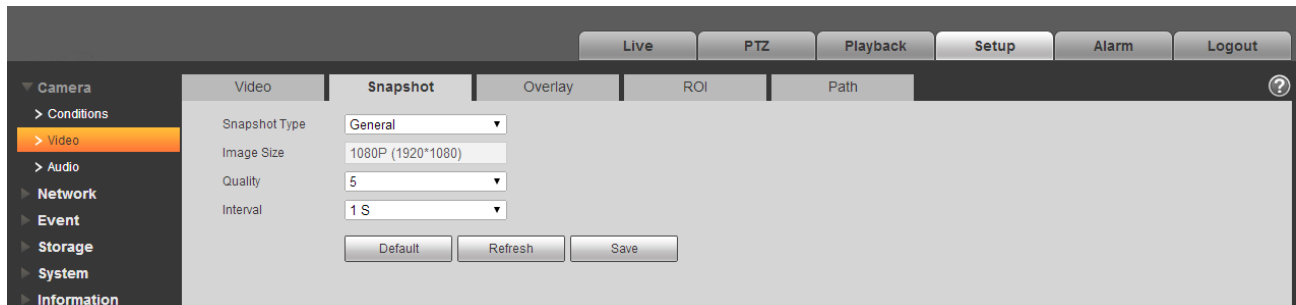 Live PTZ Playback Setup Alarm Logout
Camera
> Conditions
> Video
> Audio
Network
Event
Storage
System
Information
Video Snapshot Overlay ROI Path ?
Snapshot Type General
Image Size 1080P (1920*1080)
Quality 5
Interval 1 S
Default Refresh Save